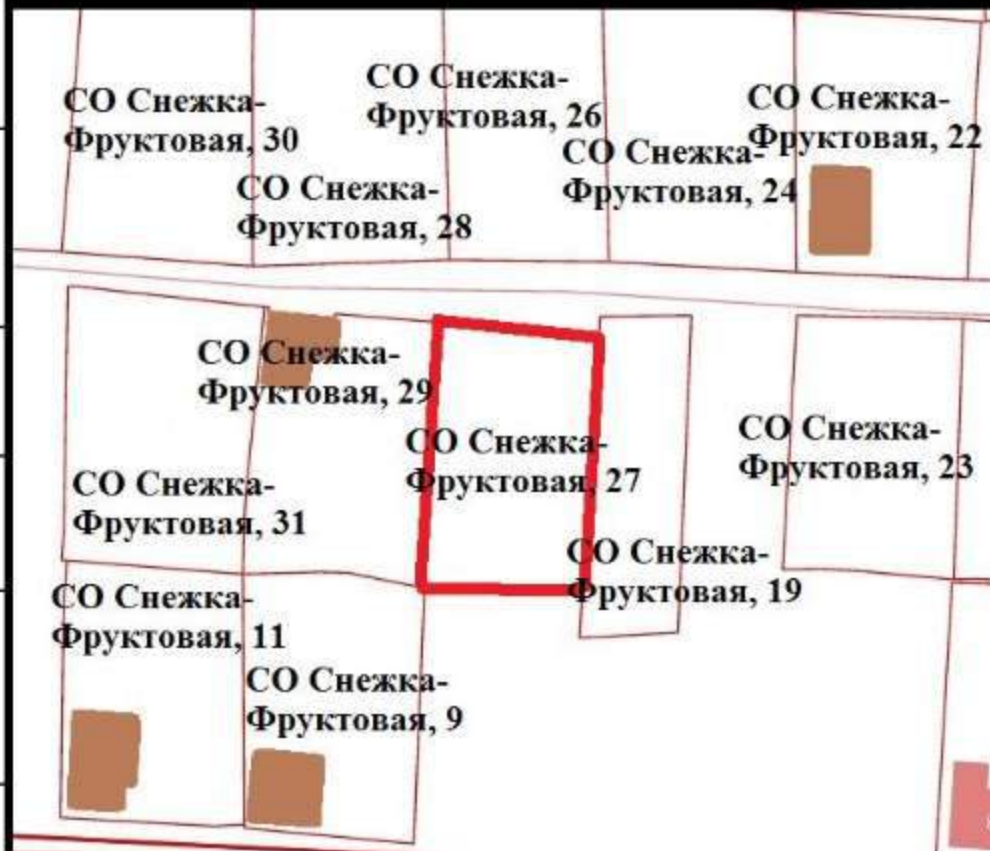 СО Снежка-
Фруктовая, 30
СО Снежка-
Фруктовая, 26
СО Снежка-
Фруктовая, 22
СО Снежка-
Фруктовая, 24
СО Снежка-
Фруктовая, 28
СО Снежка-
Фруктовая, 29
СО Снежка-
Фруктовая, 27
СО Снежка-
Фруктовая, 23
СО Снежка-
Фруктовая, 31
СО Снежка-
Фруктовая, 19
СО Снежка-
Фруктовая, 11
СО Снежка-
Фруктовая, 9